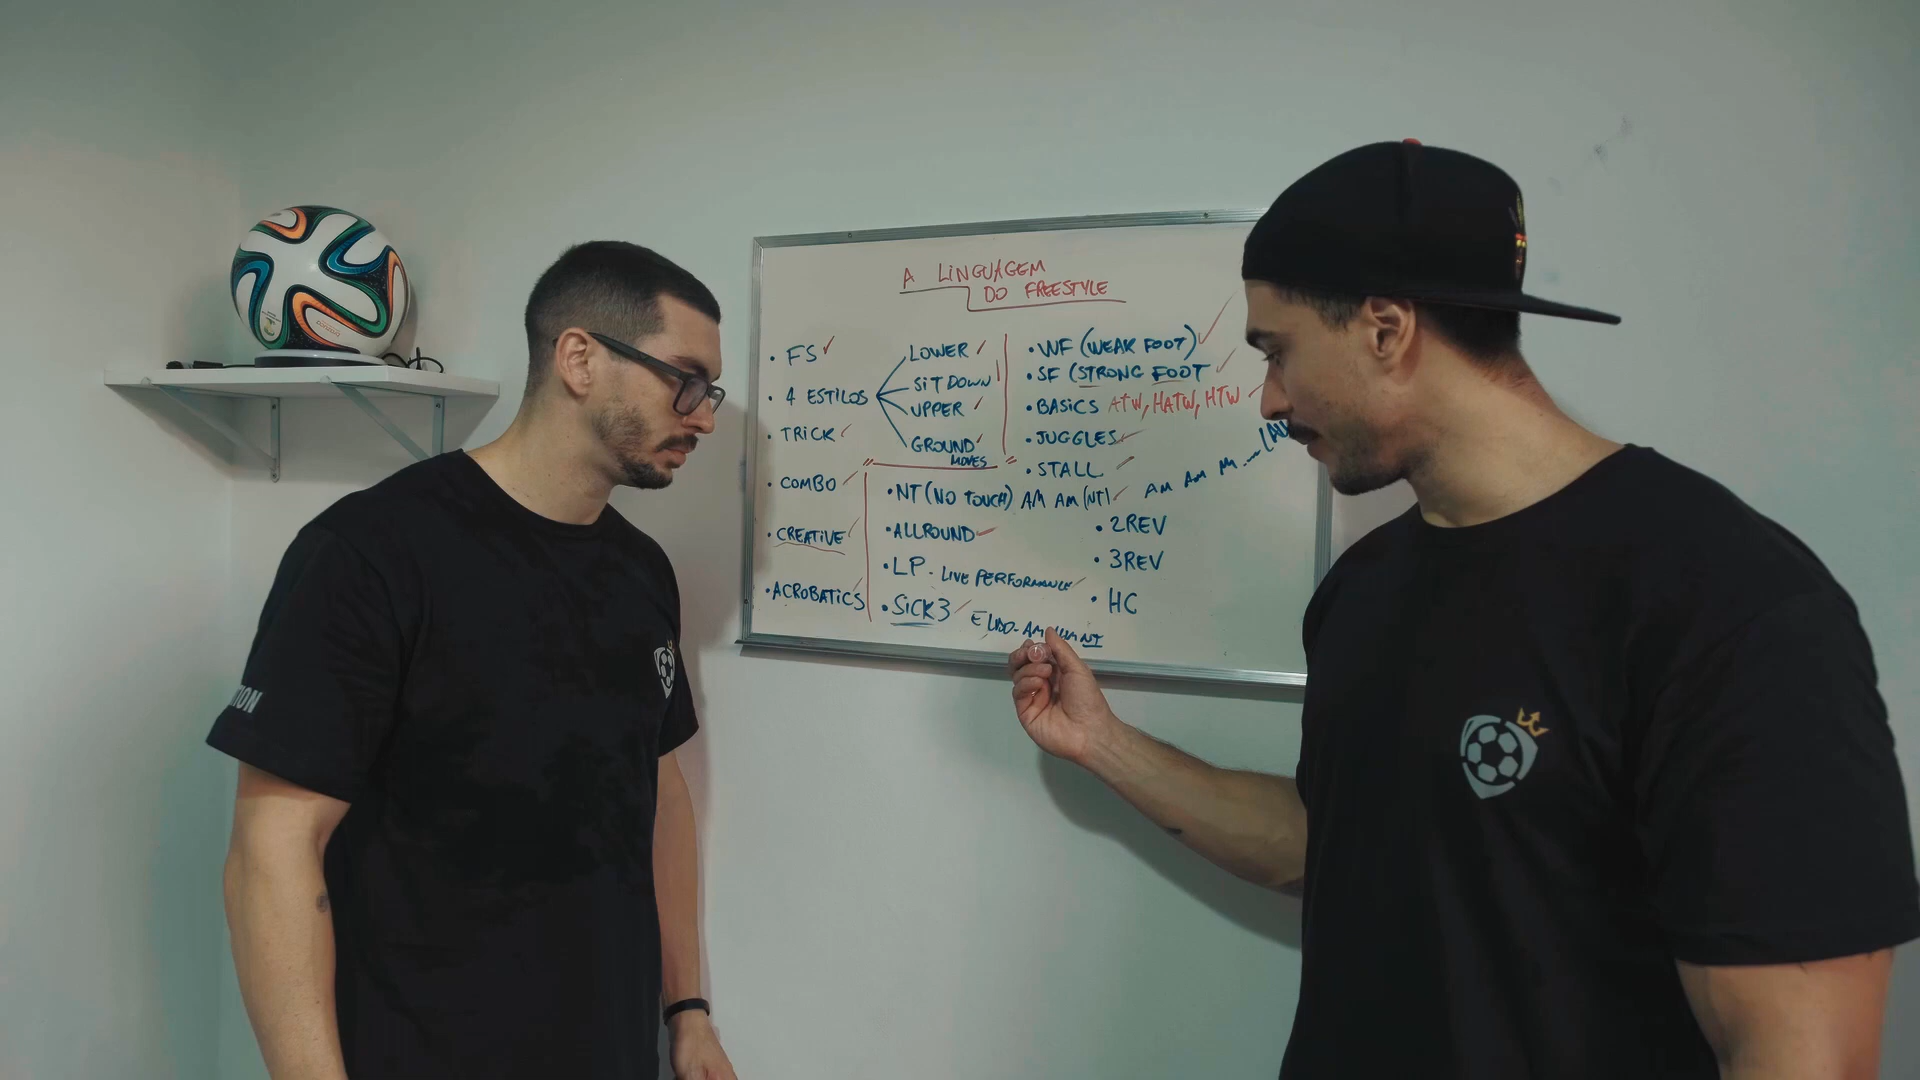 A LINGUAGEM
DO FREESTYLE
• FS
• 4 ESTILOS
LOWER
SIT DOWN
UPPER
GROUND
MOVES
• TRICK
• COMBO
• CREATIVE
• ACROBATICS
• WF (WEAK FOOT)
• SF (STRONG FOOT
• BASICS ATW, HATW, HTW
• JUGGLES
• STALL
• NT (NO TOUCH) AM AM (NT)
AM AM
• ALLROUND
• LP - LIVE PERFORMANCE
• SICK3
• 2REV
• 3REV
• HC